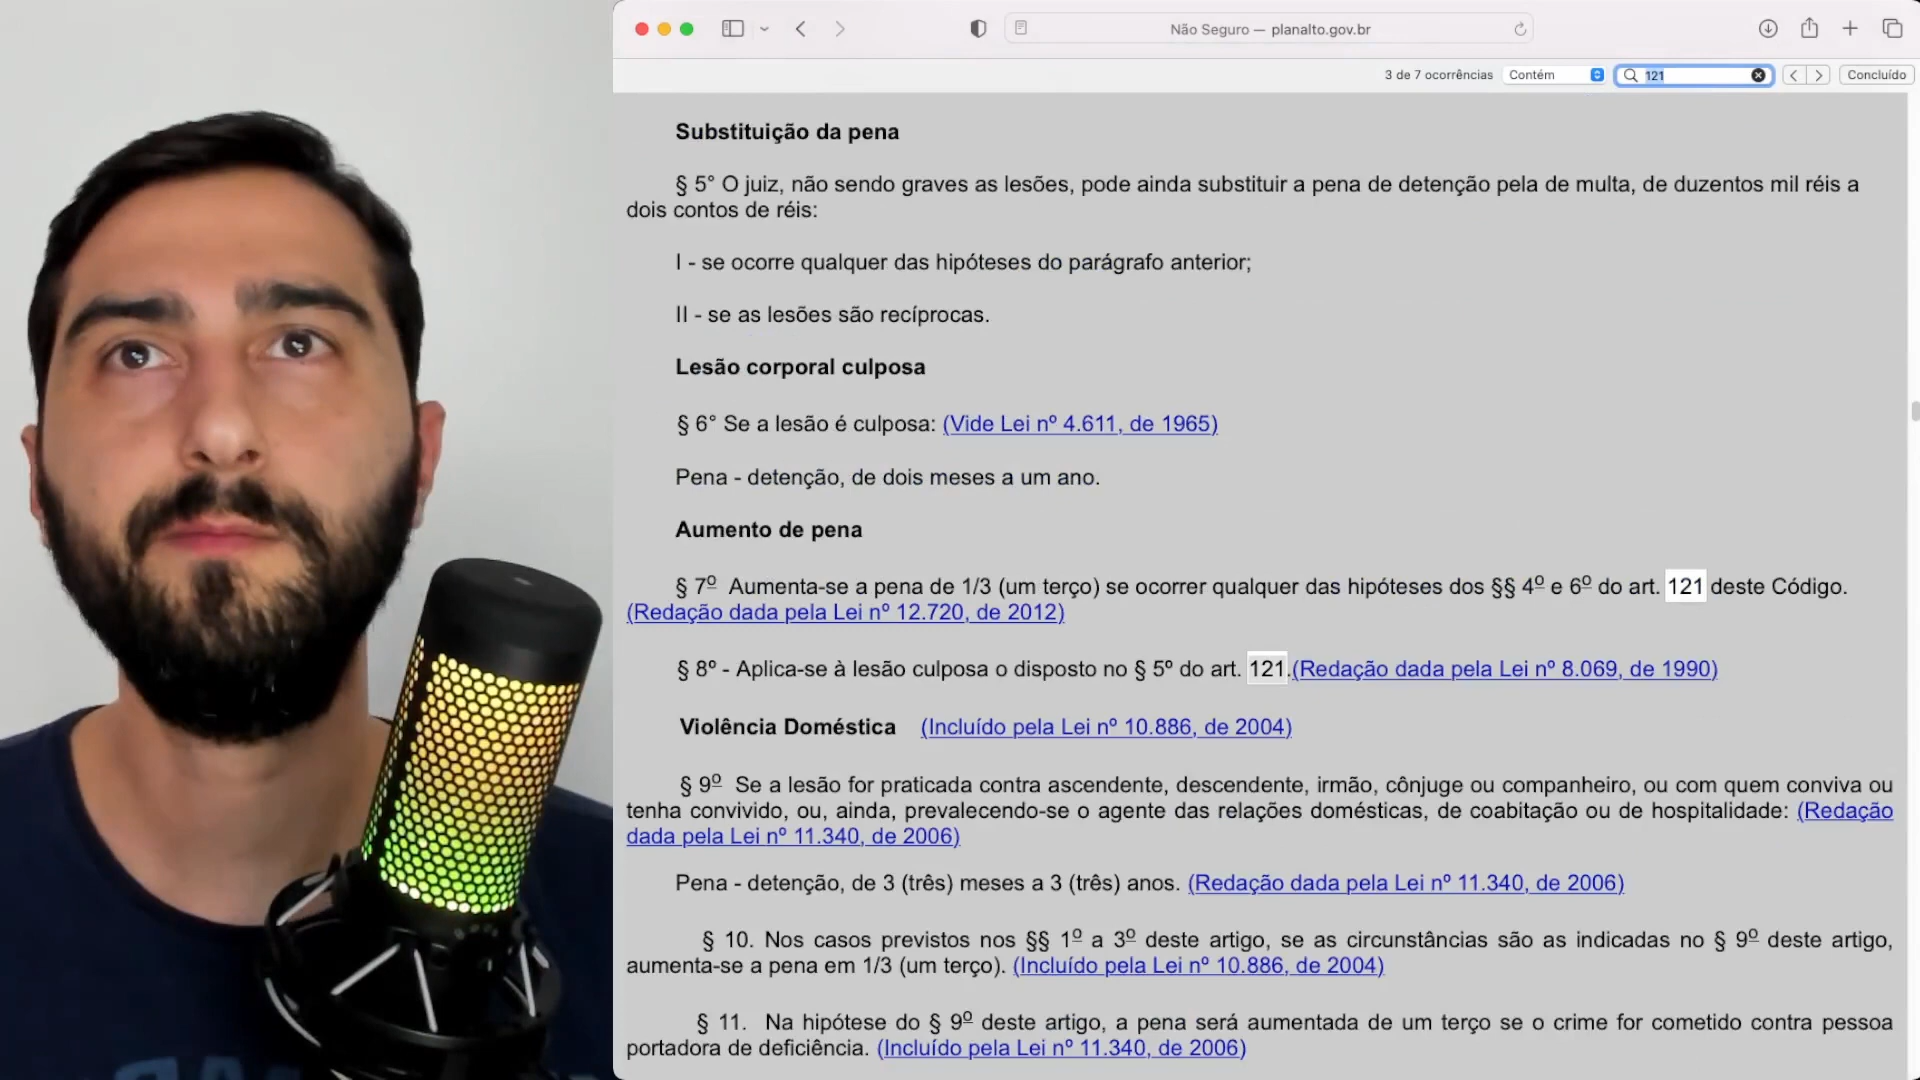 Não Seguro — planalto.gov.br
3 de 7 ocorrências Contém 121 Concluído
Substituição da pena
§ 5° O juiz, não sendo graves as lesões, pode ainda substituir a pena de detenção pela de multa, de duzentos mil réis a
dois contos de réis:
I - se ocorre qualquer das hipóteses do parágrafo anterior;
II - se as lesões são recíprocas.
Lesão corporal culposa
§ 6° Se a lesão é culposa: (Vide Lei nº 4.611, de 1965)
Pena - detenção, de dois meses a um ano.
Aumento de pena
§ 7º Aumenta-se a pena de 1/3 (um terço) se ocorrer qualquer das hipóteses dos §§ 4º e 6º do art. 121 deste Código.
(Redação dada pela Lei nº 12.720, de 2012)
§ 8º - Aplica-se à lesão culposa o disposto no § 5º do art. 121.(Redação dada pela Lei nº 8.069, de 1990)
Violência Doméstica (Incluído pela Lei nº 10.886, de 2004)
§ 9º Se a lesão for praticada contra ascendente, descendente, irmão, cônjuge ou companheiro, ou com quem conviva ou
tenha convivido, ou, ainda, prevalecendo-se o agente das relações domésticas, de coabitação ou de hospitalidade: (Redação
dada pela Lei nº 11.340, de 2006)
Pena - detenção, de 3 (três) meses a 3 (três) anos. (Redação dada pela Lei nº 11.340, de 2006)
§ 10. Nos casos previstos nos §§ 1º a 3º deste artigo, se as circunstâncias são as indicadas no § 9º deste artigo,
aumenta-se a pena em 1/3 (um terço). (Incluído pela Lei nº 10.886, de 2004)
§ 11. Na hipótese do § 9º deste artigo, a pena será aumentada de um terço se o crime for cometido contra pessoa
portadora de deficiência. (Incluído pela Lei nº 11.340, de 2006)